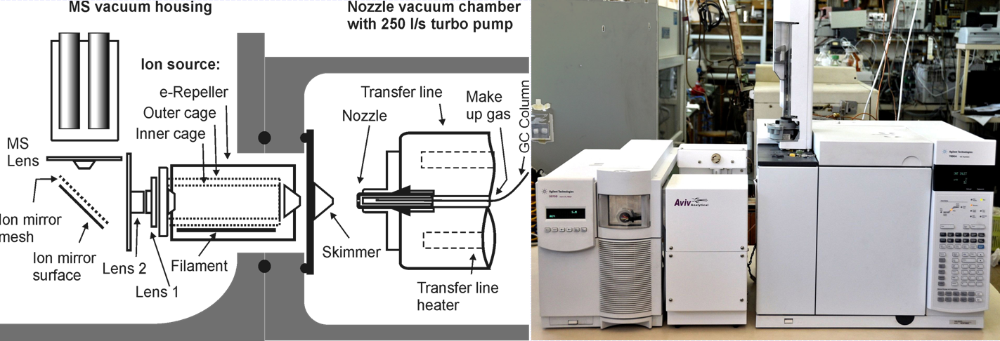 MS vacuum housing
Nozzle vacuum chamber
with 250 l/s turbo pump
Ion source:
e-Repeller
Outer cage
Inner cage
MS
Lens
Ion mirror
mesh
Ion mirror
surface
Lens 2
Lens 1
Filament
Skimmer
Nozzle
Transfer line
Make
up gas
GC Column
Transfer line
heater
Agilent Technologies
Aviv
Analytical
Agilent Technologies